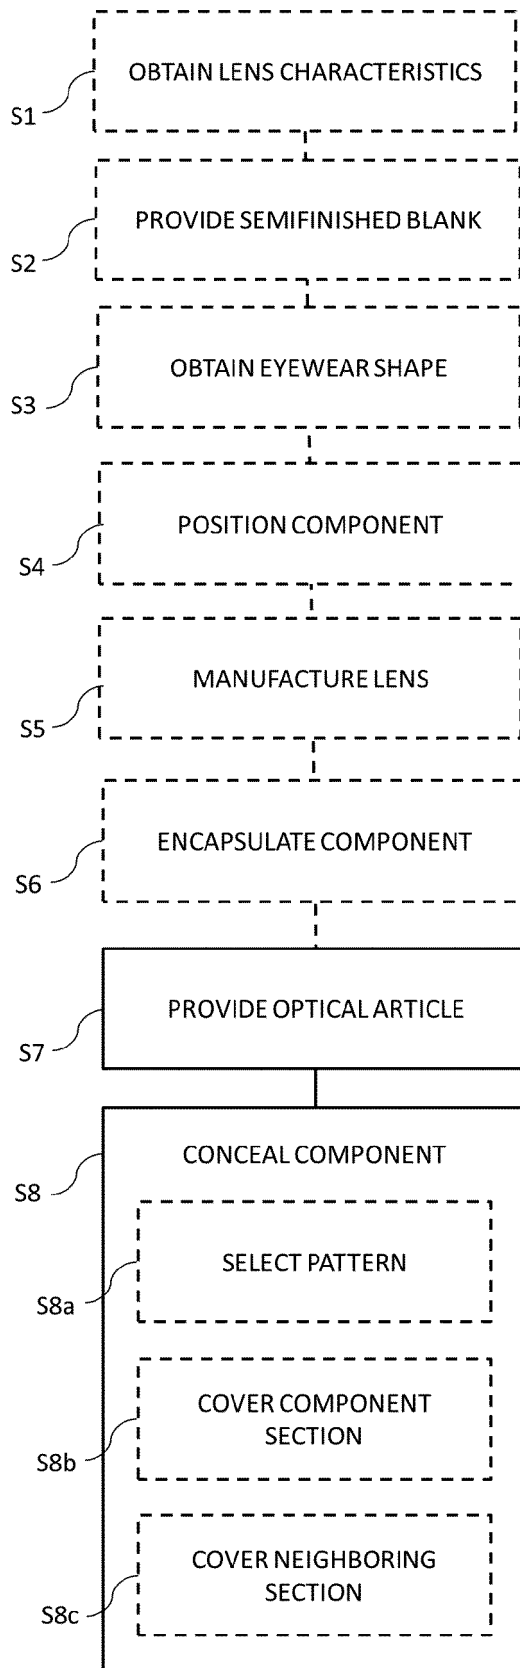 OBTAIN LENS CHARACTERISTICS
S1
PROVIDE SEMIFINISHED BLANK
S2
OBTAIN EYEWEAR SHAPE
S3
POSITION COMPONENT
S4
MANUFACTURE LENS
S5
ENCAPSULATE COMPONENT
S6
PROVIDE OPTICAL ARTICLE
S7
CONCEAL COMPONENT
S8
SELECT PATTERN
S8a
COVER COMPONENT
SECTION
S8b
COVER NEIGHBORING
SECTION
S8c